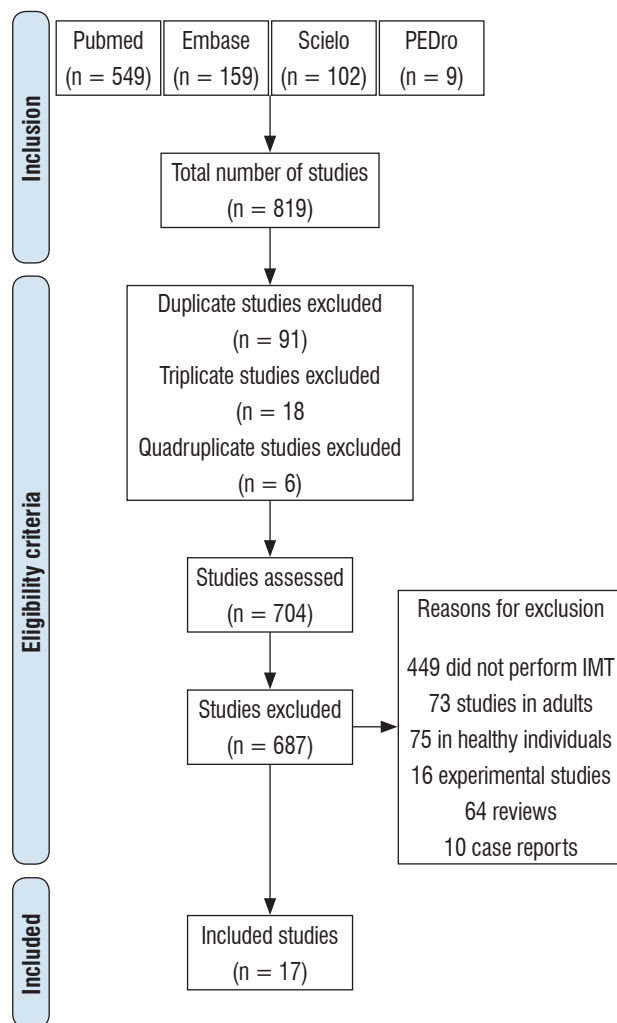 Inclusion
Pubmed
(n = 549)
Embase
(n = 159)
Scielo
(n = 102)
PEDro
(n = 9)
Total number of studies
(n = 819)
Eligibility criteria
Duplicate studies excluded
(n = 91)
Triplicate studies excluded
(n = 18
Quadruplicate studies excluded
(n = 6)
Studies assessed
(n = 704)
Studies excluded
(n = 687)
Reasons for exclusion
449 did not perform IMT
73 studies in adults
75 in healthy individuals
16 experimental studies
64 reviews
10 case reports
Included
Included studies
(n = 17)